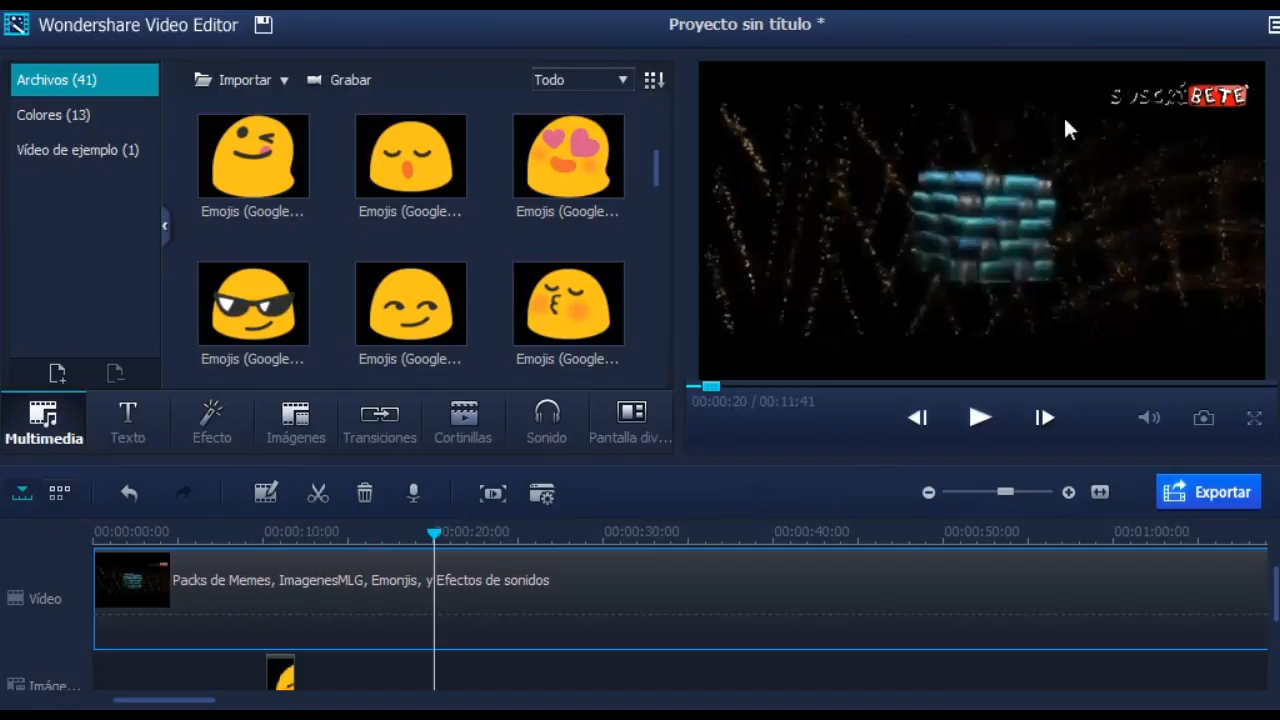 Wondershare Video Editor
Proyecto sin título *
Archivos (41)
Colores (13)
Vídeo de ejemplo (1)
Importar
Grabar
Todo
Emojis (Google...
Emojis (Google...
Emojis (Google...
Emojis (Google...
Emojis (Google...
Emojis (Google...
SUSCRÍBETE
00:00:20 / 00:11:41
Multimedia
Texto
Efecto
Imágenes
Transiciones
Cortinillas
Sonido
Pantalla div...
Exportar
00:00:00:00
00:00:10:00
00:00:20:00
00:00:30:00
00:00:40:00
00:00:50:00
00:01:00:00
Vídeo
Packs de Memes, ImagenesMLG, Emonjis, y Efectos de sonidos
Imáge...